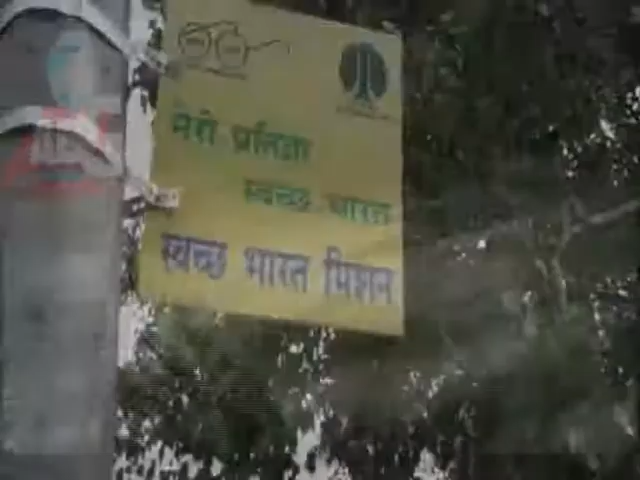 मेरी प्रतिज्ञा
स्वच्छ भारत
स्वच्छ भारत मिशन